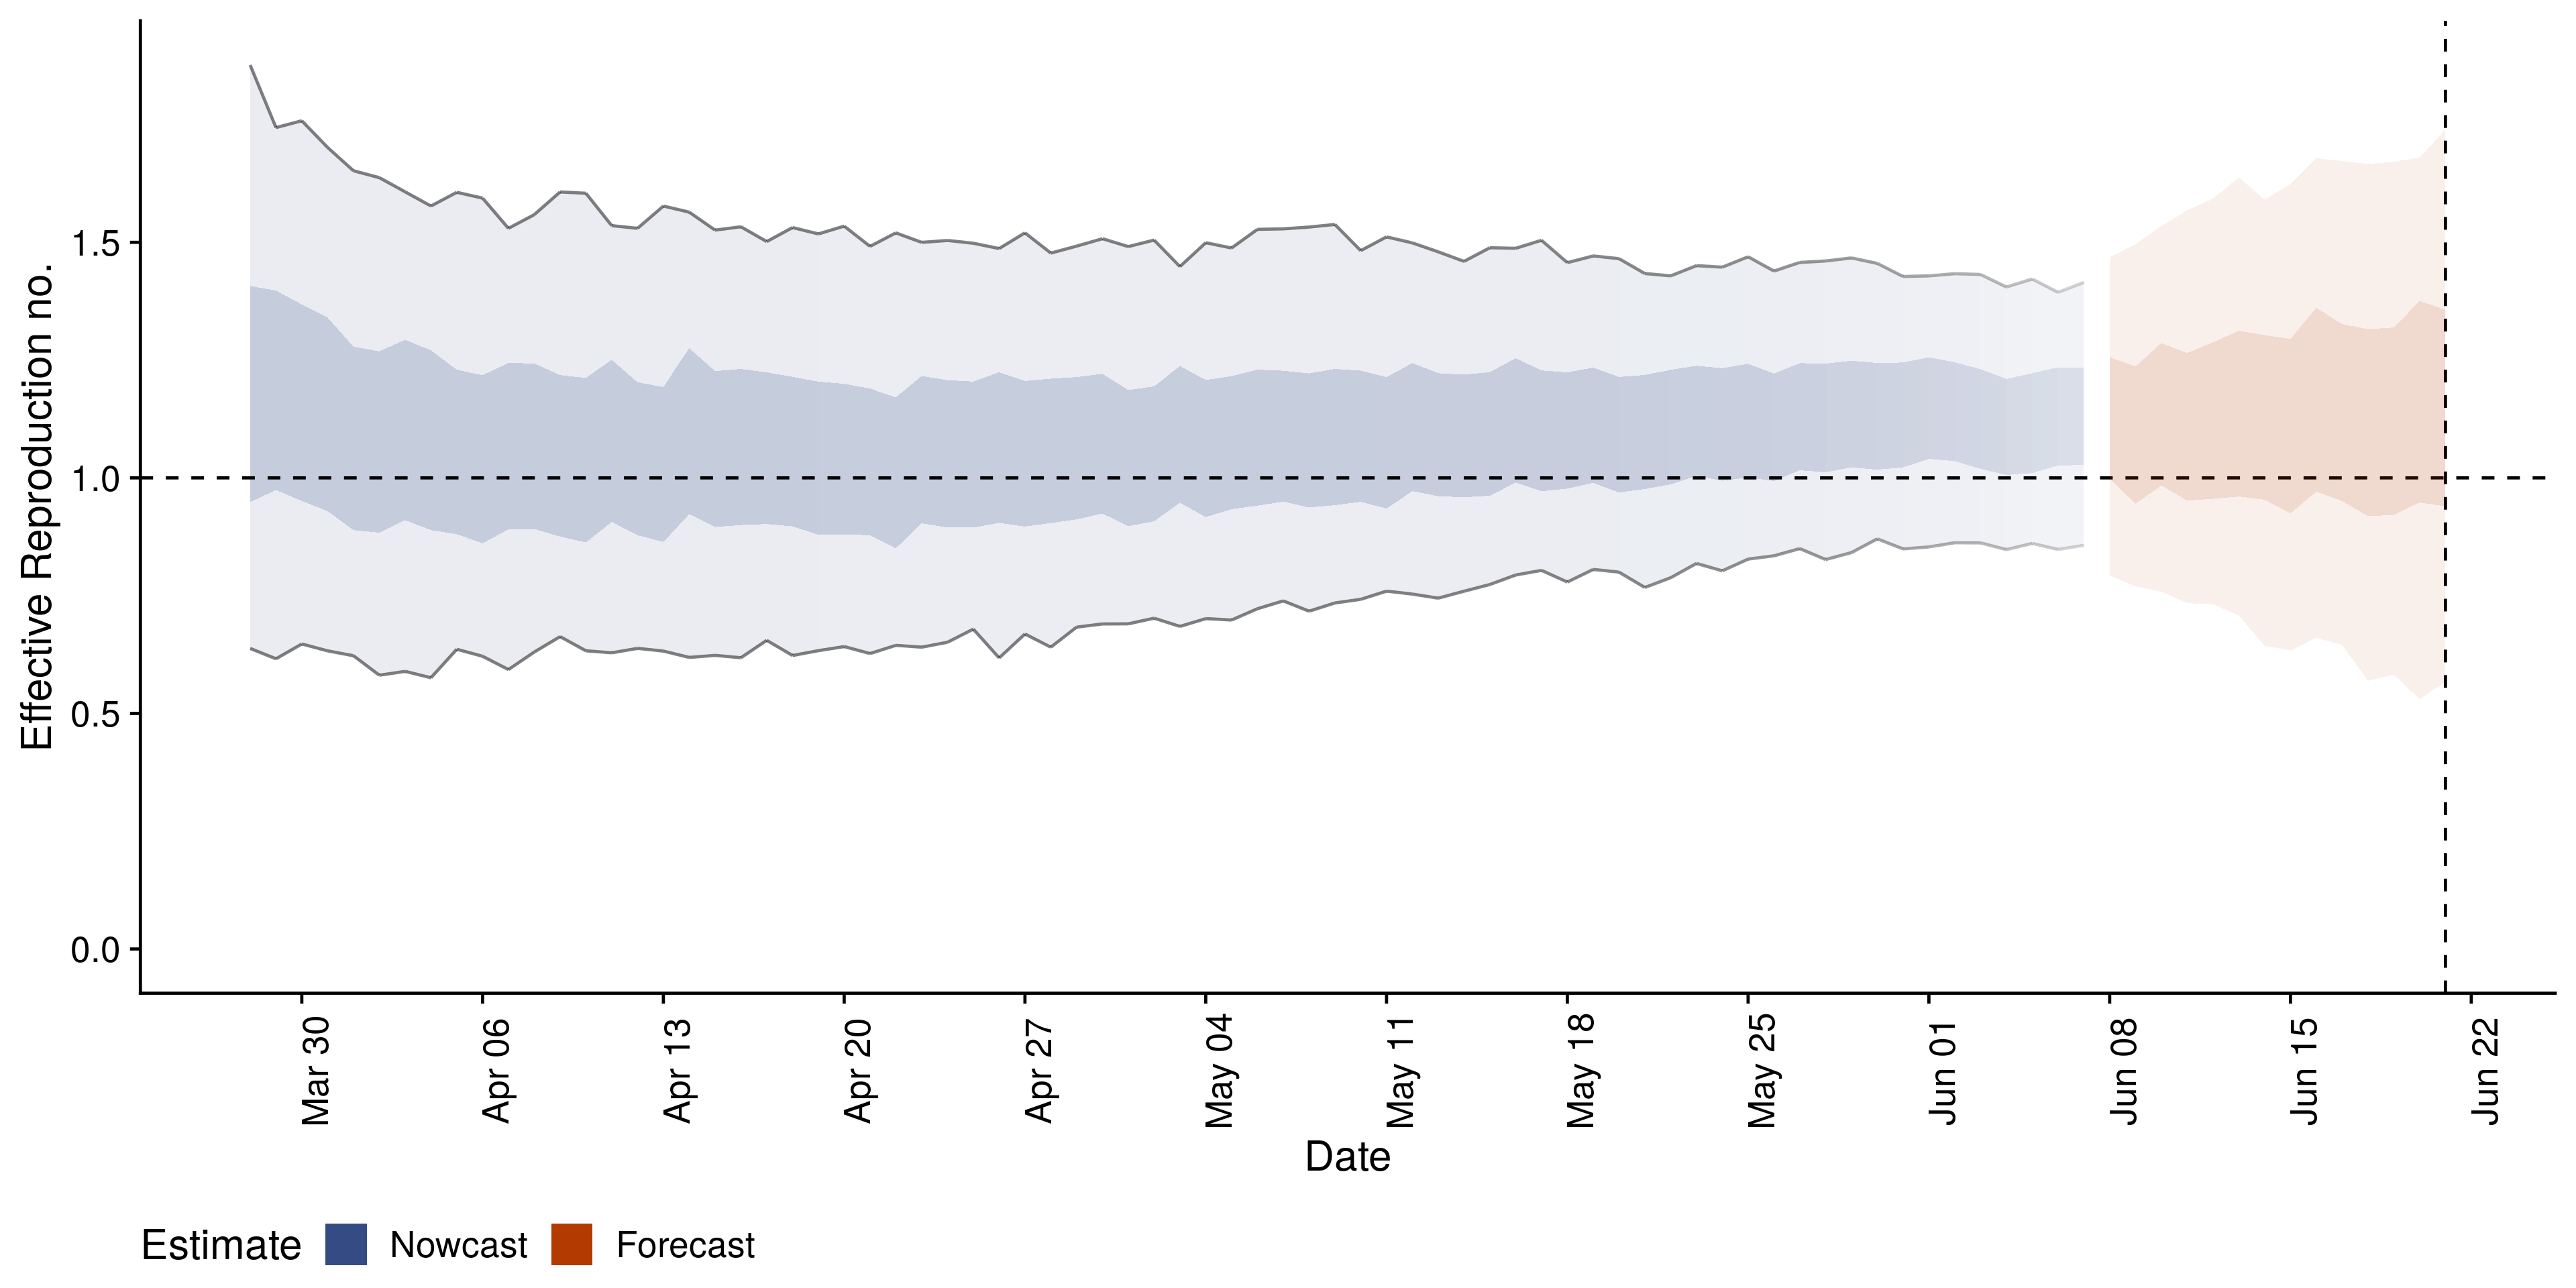 Effective Reproduction no.
1.5
1.0
0.5
0.0
Mar 30
Apr 06
Apr 13
Apr 20
Apr 27
May 04
May 11
May 18
May 25
Jun 01
Jun 08
Jun 15
Jun 22
Date
Estimate Nowcast Forecast